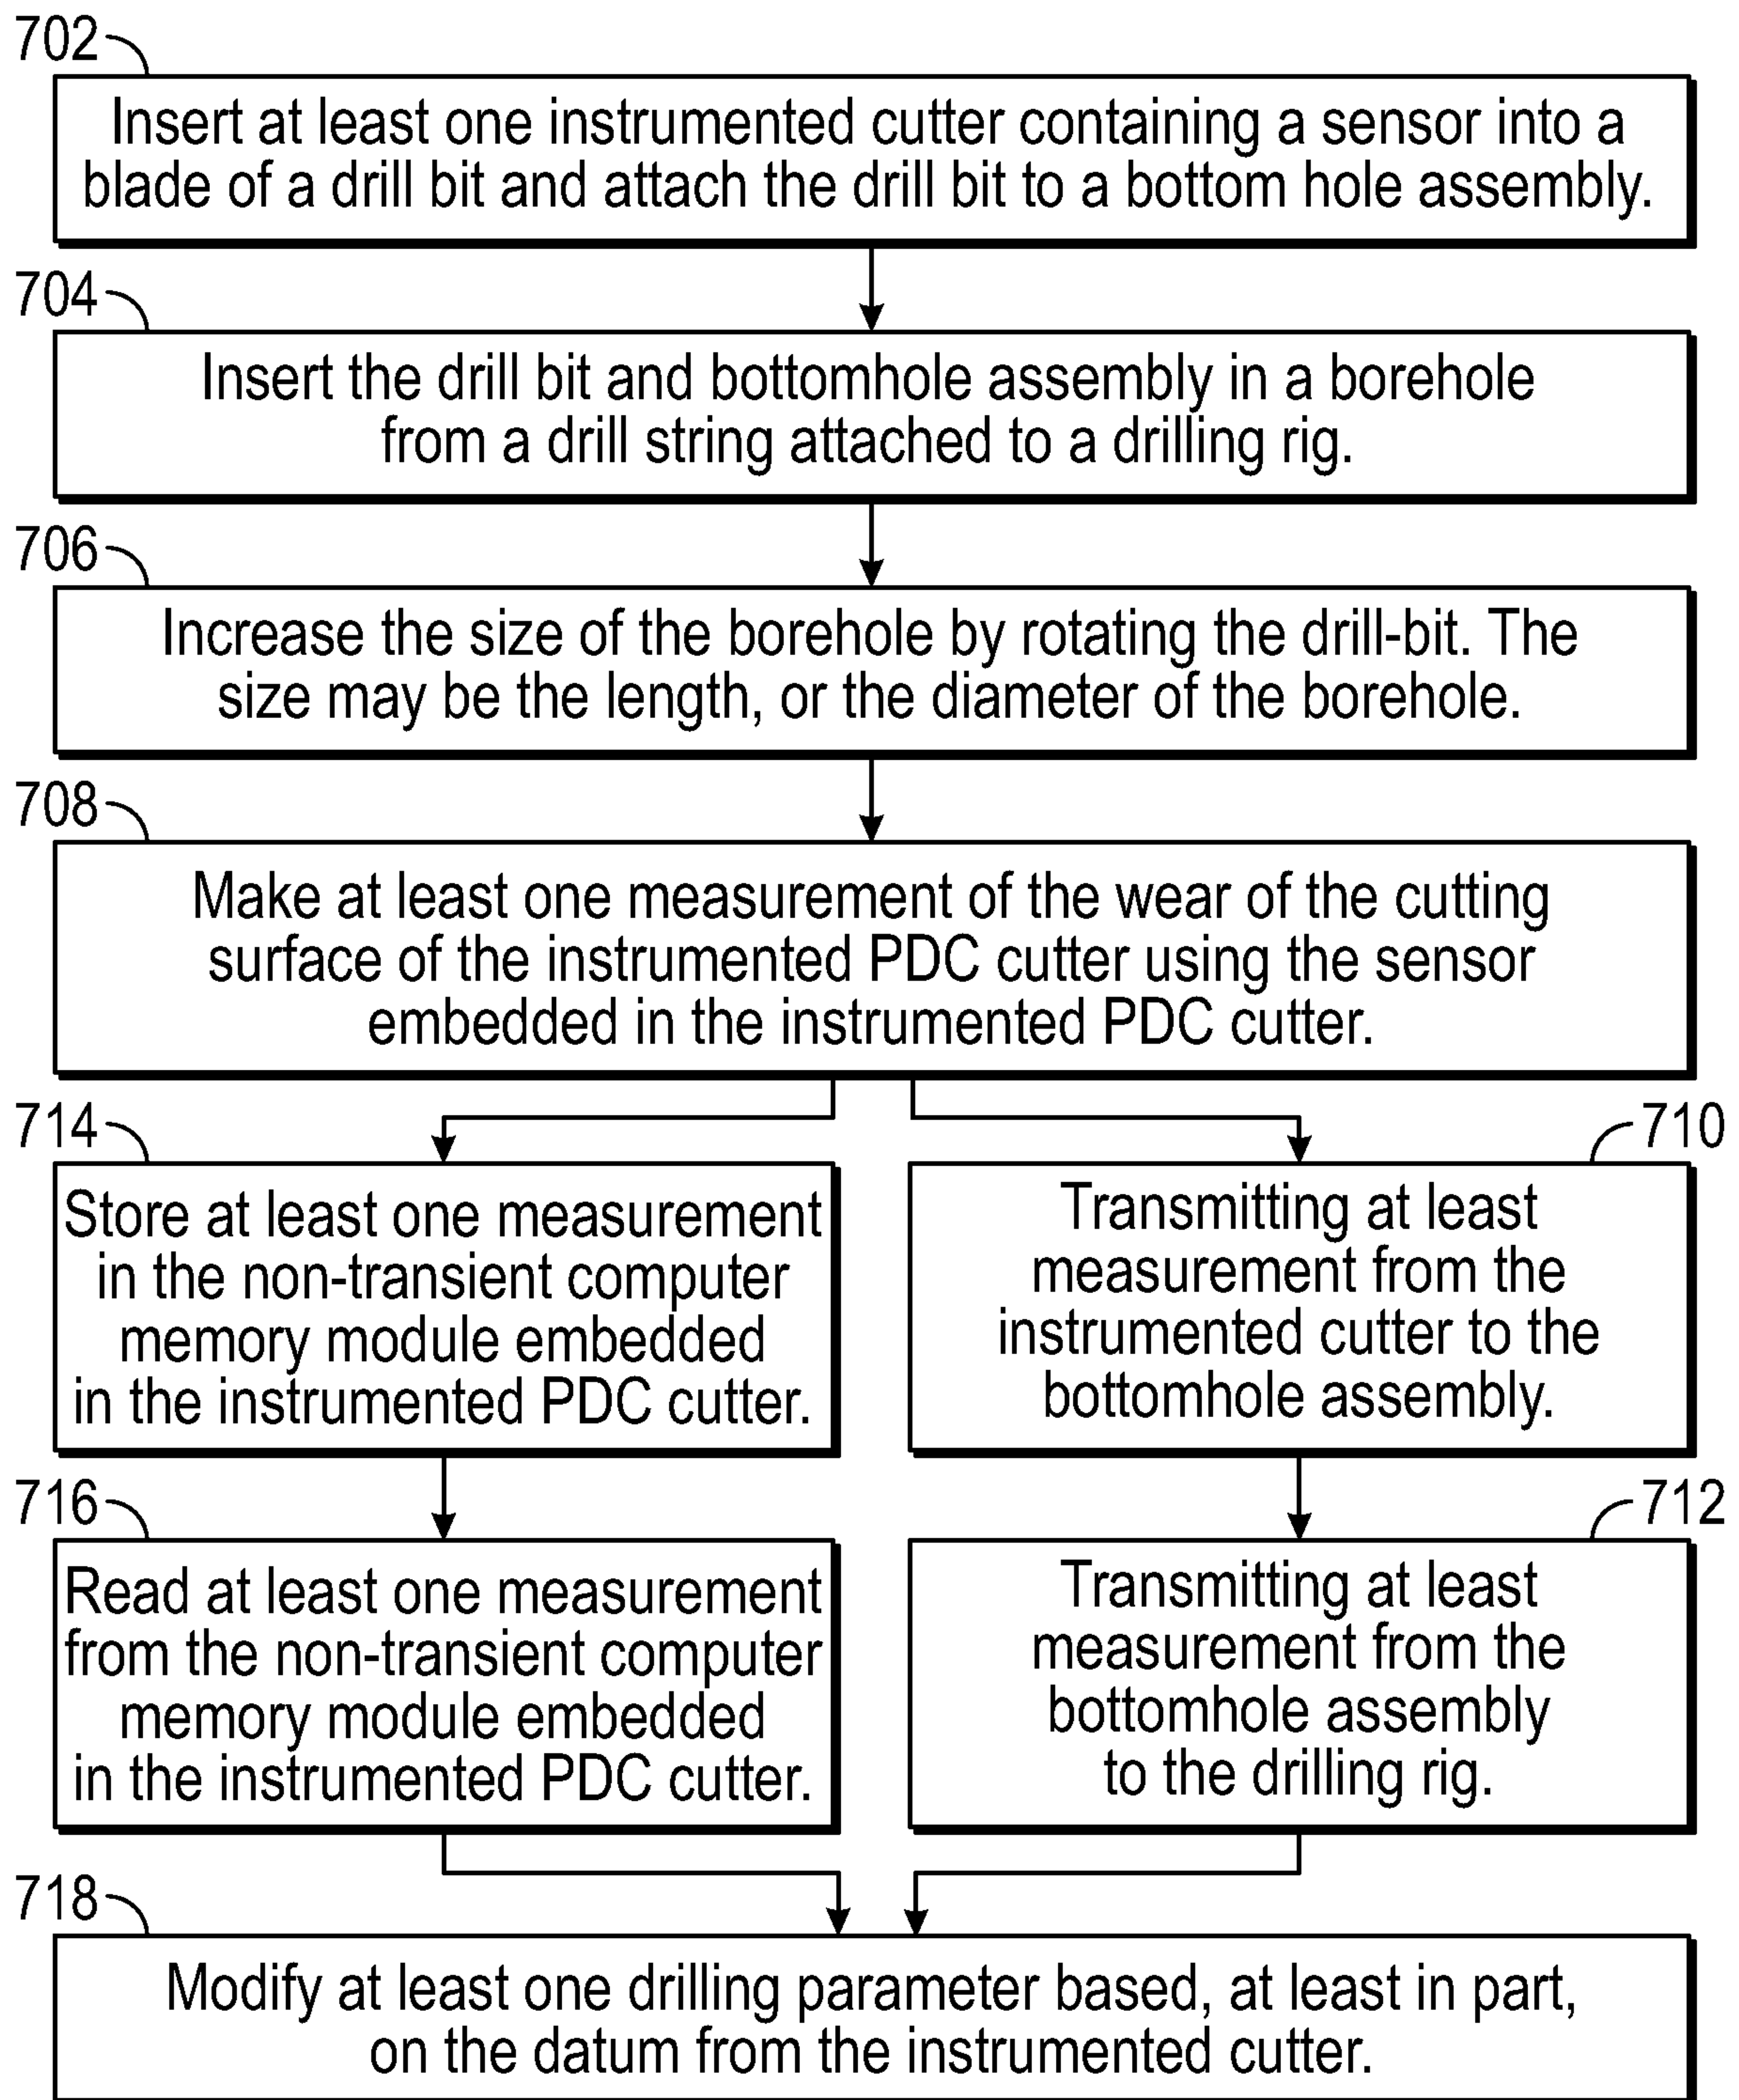 702
Insert at least one instrumented cutter containing a sensor into a
blade of a drill bit and attach the drill bit to a bottom hole assembly.
704
Insert the drill bit and bottomhole assembly in a borehole
from a drill string attached to a drilling rig.
706
Increase the size of the borehole by rotating the drill-bit. The
size may be the length, or the diameter of the borehole.
708
Make at least one measurement of the wear of the cutting
surface of the instrumented PDC cutter using the sensor
embedded in the instrumented PDC cutter.
714
Store at least one measurement
in the non-transient computer
memory module embedded
in the instrumented PDC cutter.
710
Transmitting at least
measurement from the
instrumented cutter to the
bottomhole assembly.
716
Read at least one measurement
from the non-transient computer
memory module embedded
in the instrumented PDC cutter.
712
Transmitting at least
measurement from the
bottomhole assembly
to the drilling rig.
718
Modify at least one drilling parameter based, at least in part,
on the datum from the instrumented cutter.